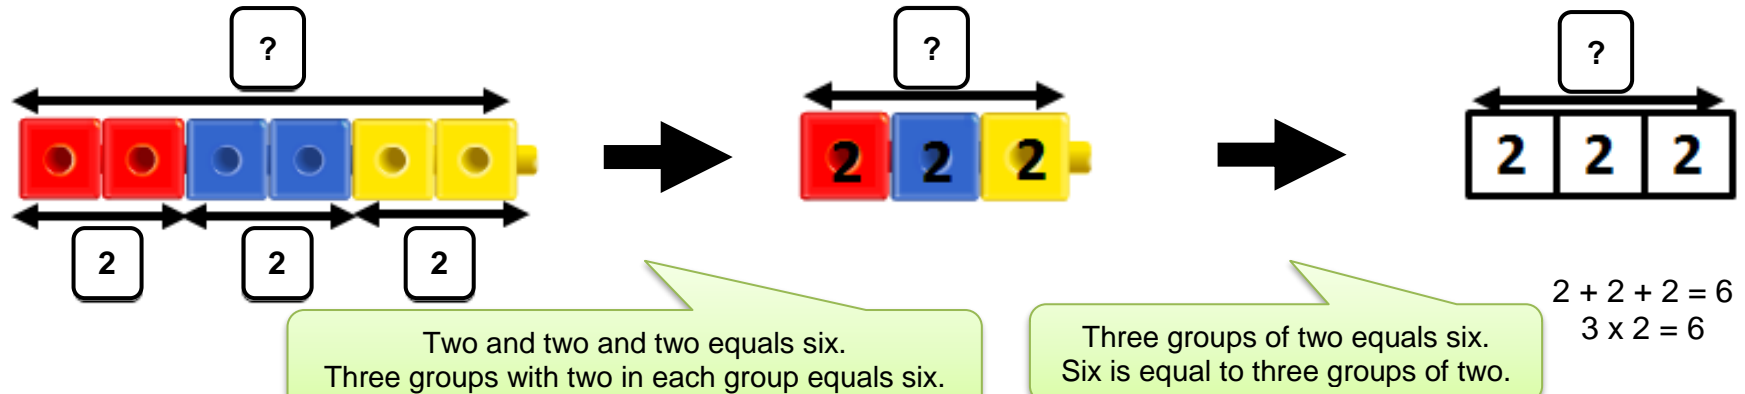 ?
?
?
2 2 2
2 2 2
2 2 2
Two and two and two equals six.
Three groups with two in each group equals six.
Three groups of two equals six.
Six is equal to three groups of two.
2 + 2 + 2 = 6
3 x 2 = 6